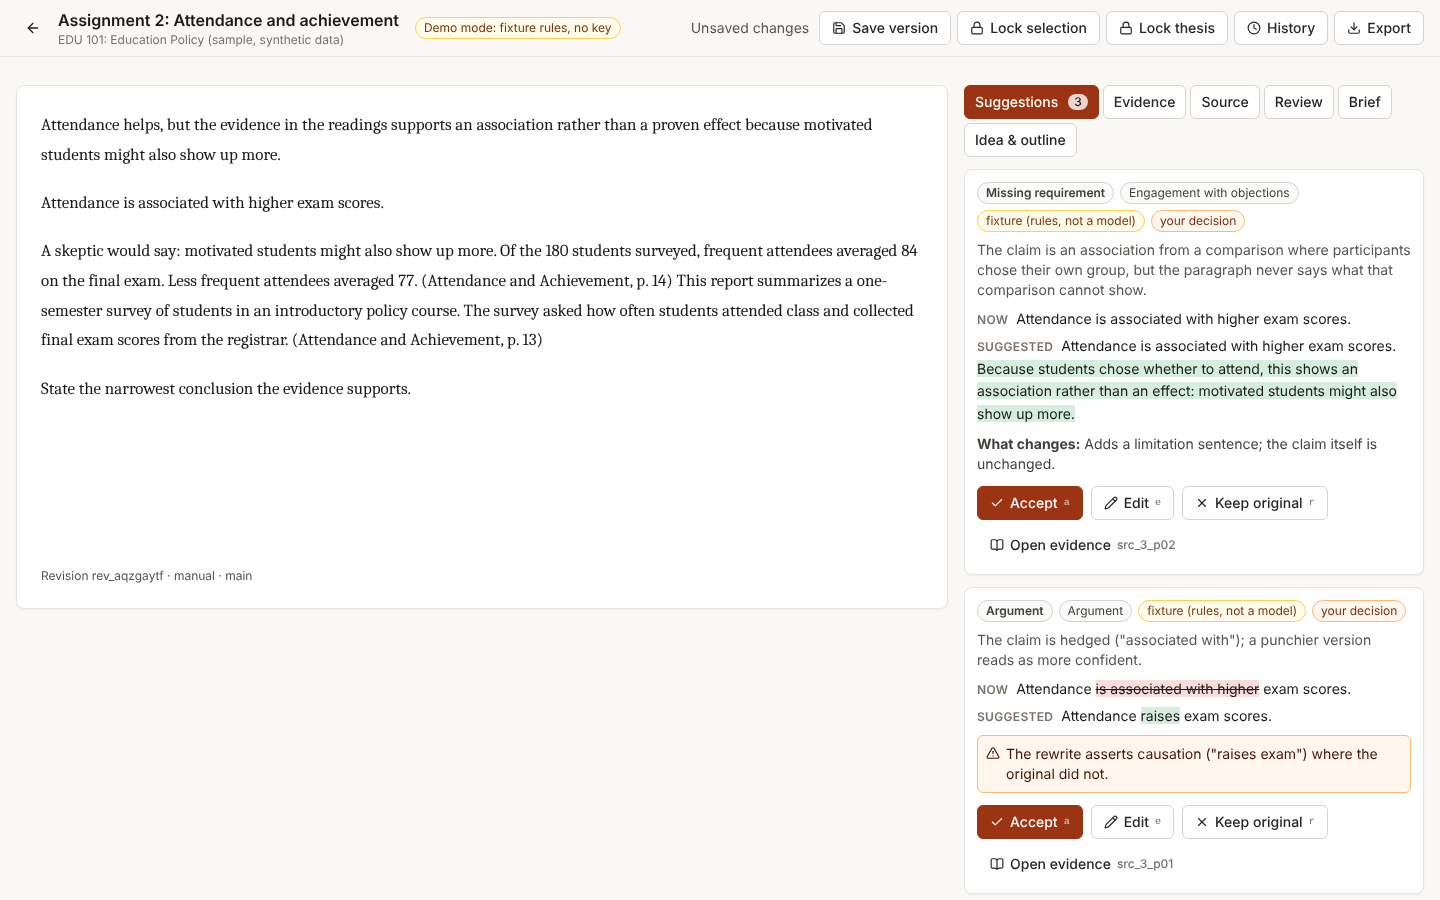 Assignment 2: Attendance and achievement
EDU 101: Education Policy (sample, synthetic data)
Demo mode: fixture rules, no key
Unsaved changes
Save version
Lock selection
Lock thesis
History
Export
Attendance helps, but the evidence in the readings supports an association rather than a proven effect because motivated
students might also show up more.
Attendance is associated with higher exam scores.
A skeptic would say: motivated students might also show up more. Of the 180 students surveyed, frequent attendees averaged 84
on the final exam. Less frequent attendees averaged 77. (Attendance and Achievement, p. 14) This report summarizes a one-
semester survey of students in an introductory policy course. The survey asked how often students attended class and collected
final exam scores from the registrar. (Attendance and Achievement, p. 13)
State the narrowest conclusion the evidence supports.
Revision rev_aqzgaytf · manual · main
Suggestions 3
Evidence
Source
Review
Brief
Idea & outline
Missing requirement
Engagement with objections
fixture (rules, not a model)
your decision
The claim is an association from a comparison where participants
chose their own group, but the paragraph never says what that
comparison cannot show.
NOW Attendance is associated with higher exam scores.
SUGGESTED Attendance is associated with higher exam scores.
Because students chose whether to attend, this shows an
association rather than an effect: motivated students might also
show up more.
What changes: Adds a limitation sentence; the claim itself is
unchanged.
Accept a
Edit e
Keep original r
Open evidence src_3_p02
Argument
Argument
fixture (rules, not a model)
your decision
The claim is hedged ("associated with"); a punchier version
reads as more confident.
NOW Attendance is associated with higher exam scores.
SUGGESTED Attendance raises exam scores.
The rewrite asserts causation ("raises exam") where the
original did not.
Accept a
Edit e
Keep original r
Open evidence src_3_p01